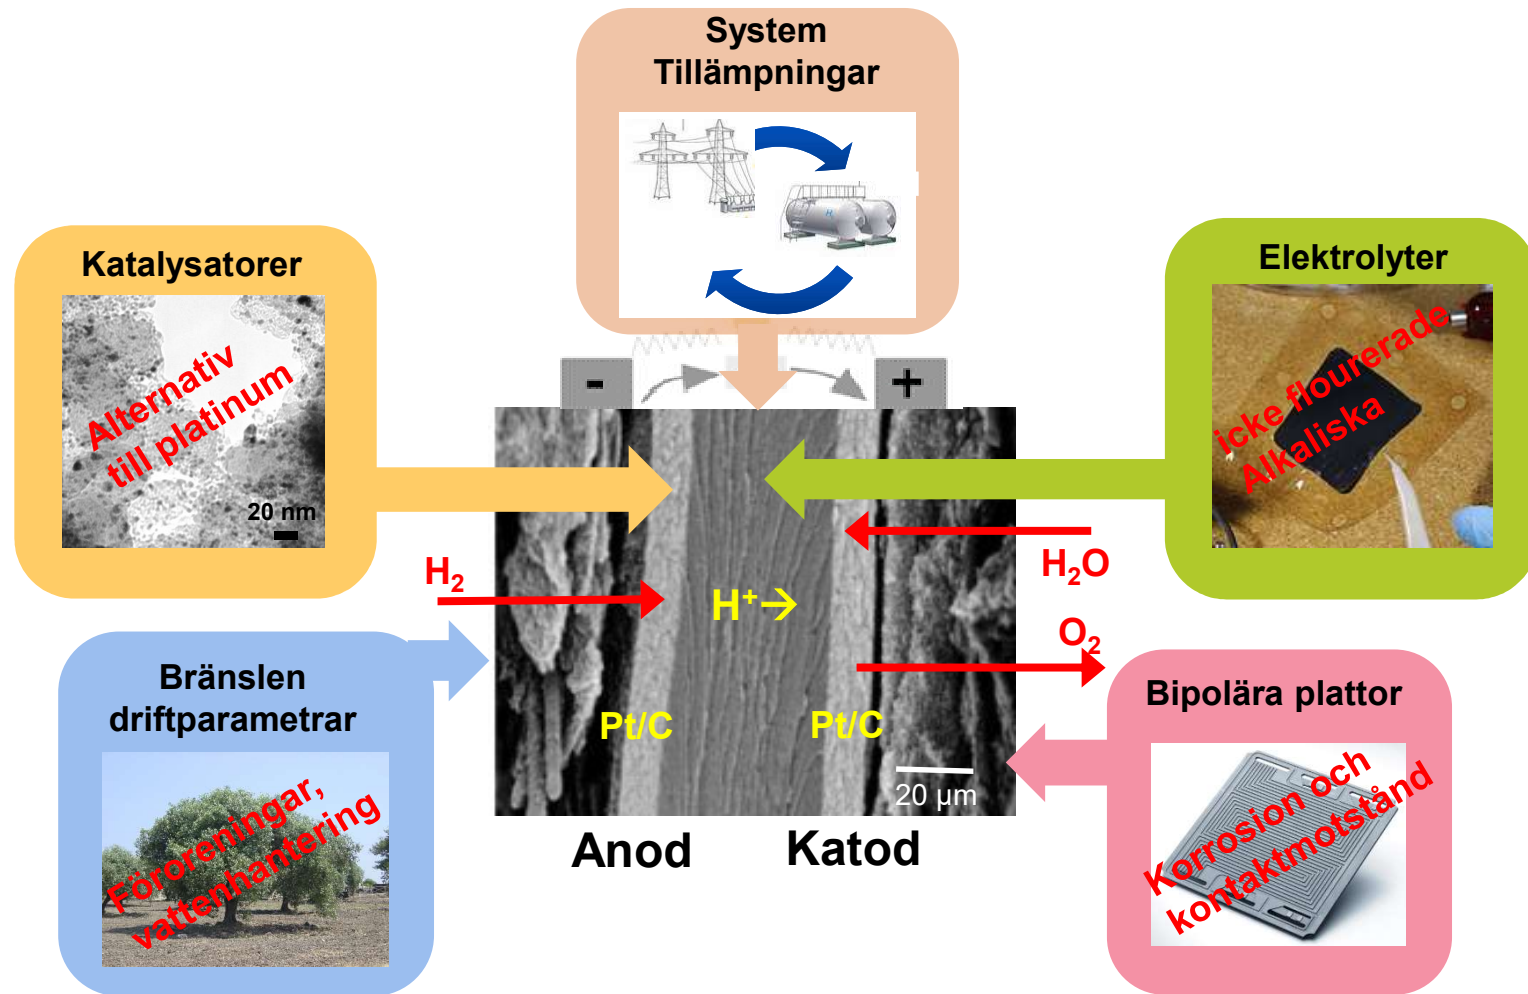 System
Tillämpningar
H
Katalysatorer
Alternativ
till platinum
20 nm
Elektrolyter
icke flourerade
Alkaliska
-
+
H₂
H⁺→
H₂O
O₂
Pt/C
Pt/C
20 µm
Anod
Katod
Bränslen
driftparametrar
Föroreningar,
vattenhantering
Bipolära plattor
Korrosion och
kontaktmotstånd